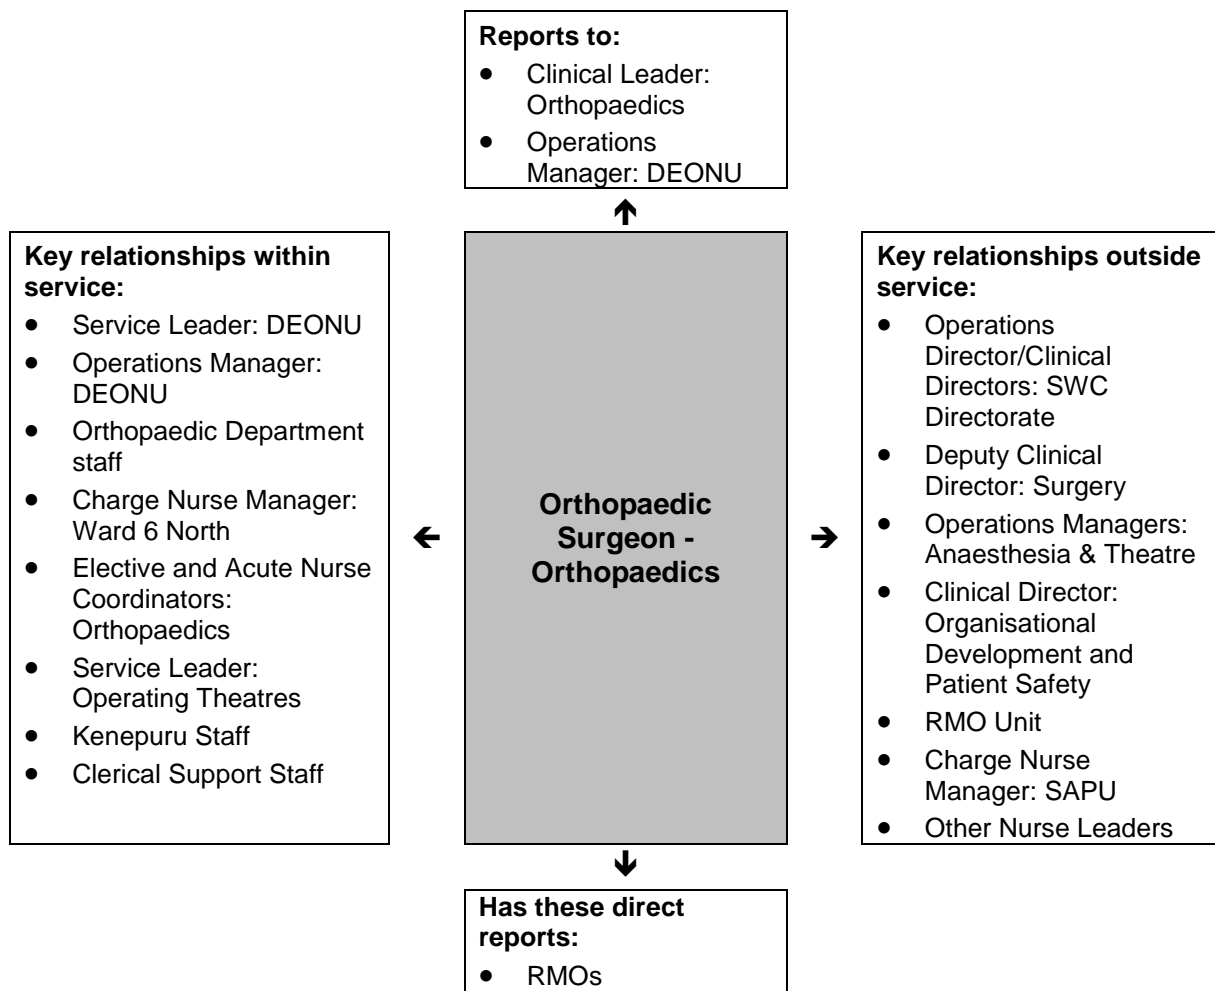 Reports to:
● Clinical Leader:
Orthopaedics
● Operations
Manager: DEONU
↑
Key relationships within
service:
● Service Leader: DEONU
● Operations Manager:
DEONU
● Orthopaedic Department
staff
● Charge Nurse Manager:
Ward 6 North
● Elective and Acute Nurse
Coordinators:
Orthopaedics
● Service Leader:
Operating Theatres
● Kenepuru Staff
● Clerical Support Staff
←
Orthopaedic
Surgeon -
Orthopaedics
→
Key relationships outside
service:
● Operations
Director/Clinical
Directors: SWC
Directorate
● Deputy Clinical
Director: Surgery
● Operations Managers:
Anaesthesia & Theatre
● Clinical Director:
Organisational
Development and
Patient Safety
● RMO Unit
● Charge Nurse
Manager: SAPU
● Other Nurse Leaders
↓
Has these direct
reports:
● RMOs